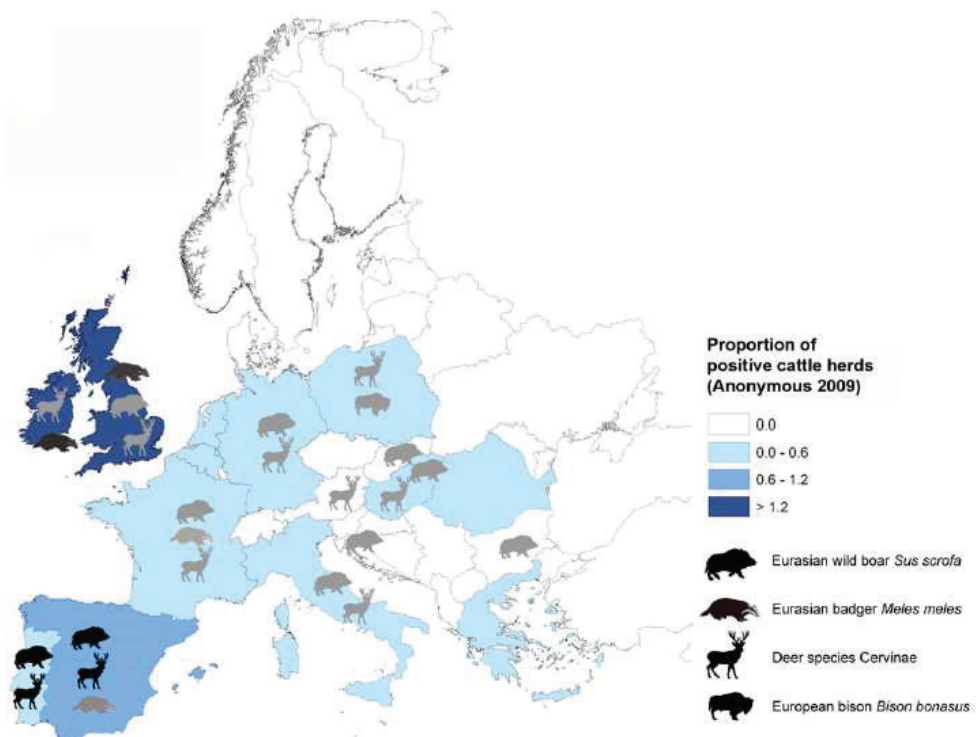 Proportion of
positive cattle herds
(Anonymous 2009)
0.0
0.0 - 0.6
0.6 - 1.2
> 1.2
Eurasian wild boar Sus scrofa
Eurasian badger Meles meles
Deer species Cervinae
European bison Bison bonasus